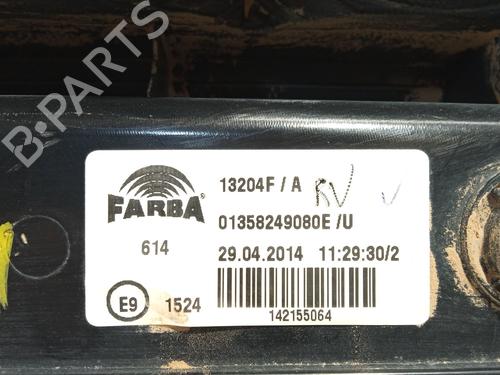 B-PARTS
FARBA®
13204F / A RV V
01358249080E /U
614 29.04.2014 11:29:30/2
E9 1524
142155064